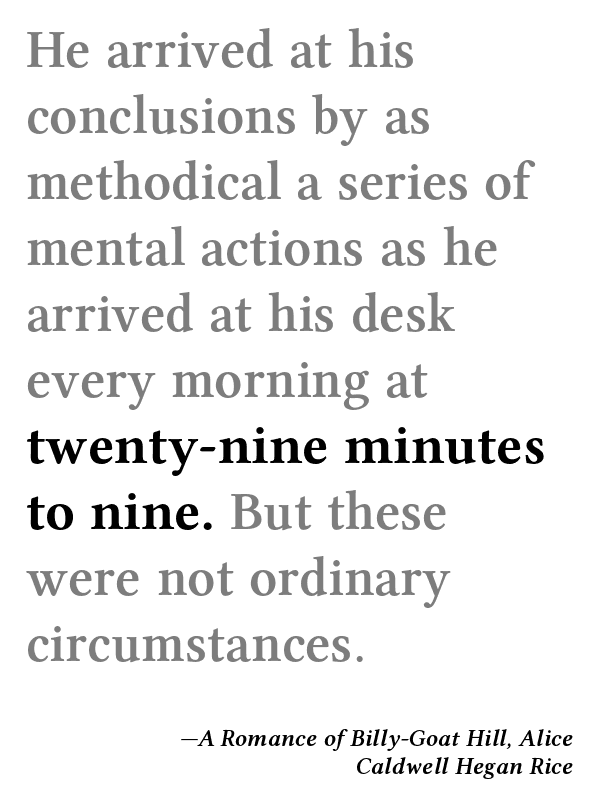 He arrived at his
conclusions by as
methodical a series of
mental actions as he
arrived at his desk
every morning at
twenty-nine minutes
to nine. But these
were not ordinary
circumstances.
—A Romance of Billy-Goat Hill, Alice
Caldwell Hegan Rice